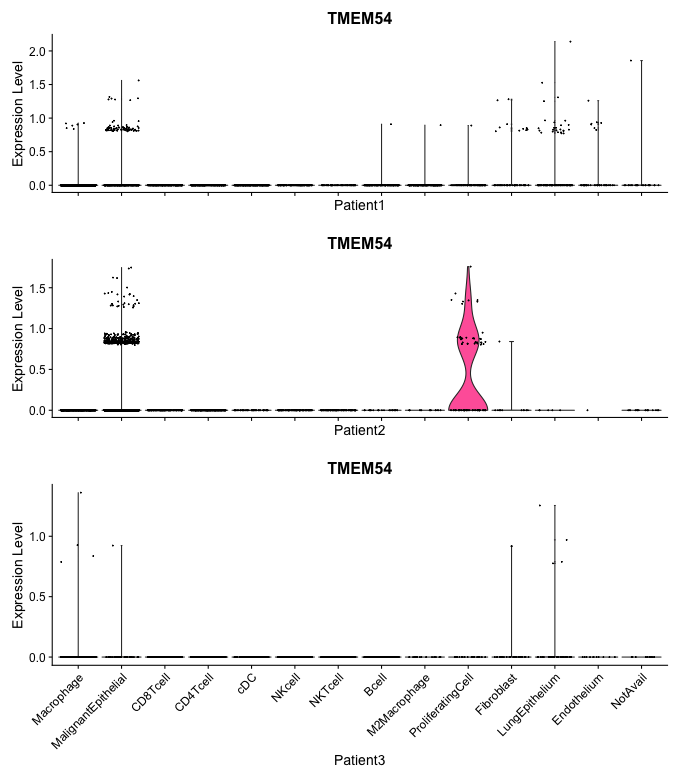 TMEM54
Expression Level
2.0
1.5
1.0
0.5
0.0
Patient1
TMEM54
Expression Level
1.5
1.0
0.5
0.0
Patient2
TMEM54
Expression Level
1.0
0.5
0.0
Macrophage
MalignantEpithelial
CD8Tcell
CD4Tcell
cDC
NKcell
NKTcell
Bcell
M2Macrophage
ProliferatingCell
Fibroblast
LungEpithelium
Endothelium
NotAvail
Patient3